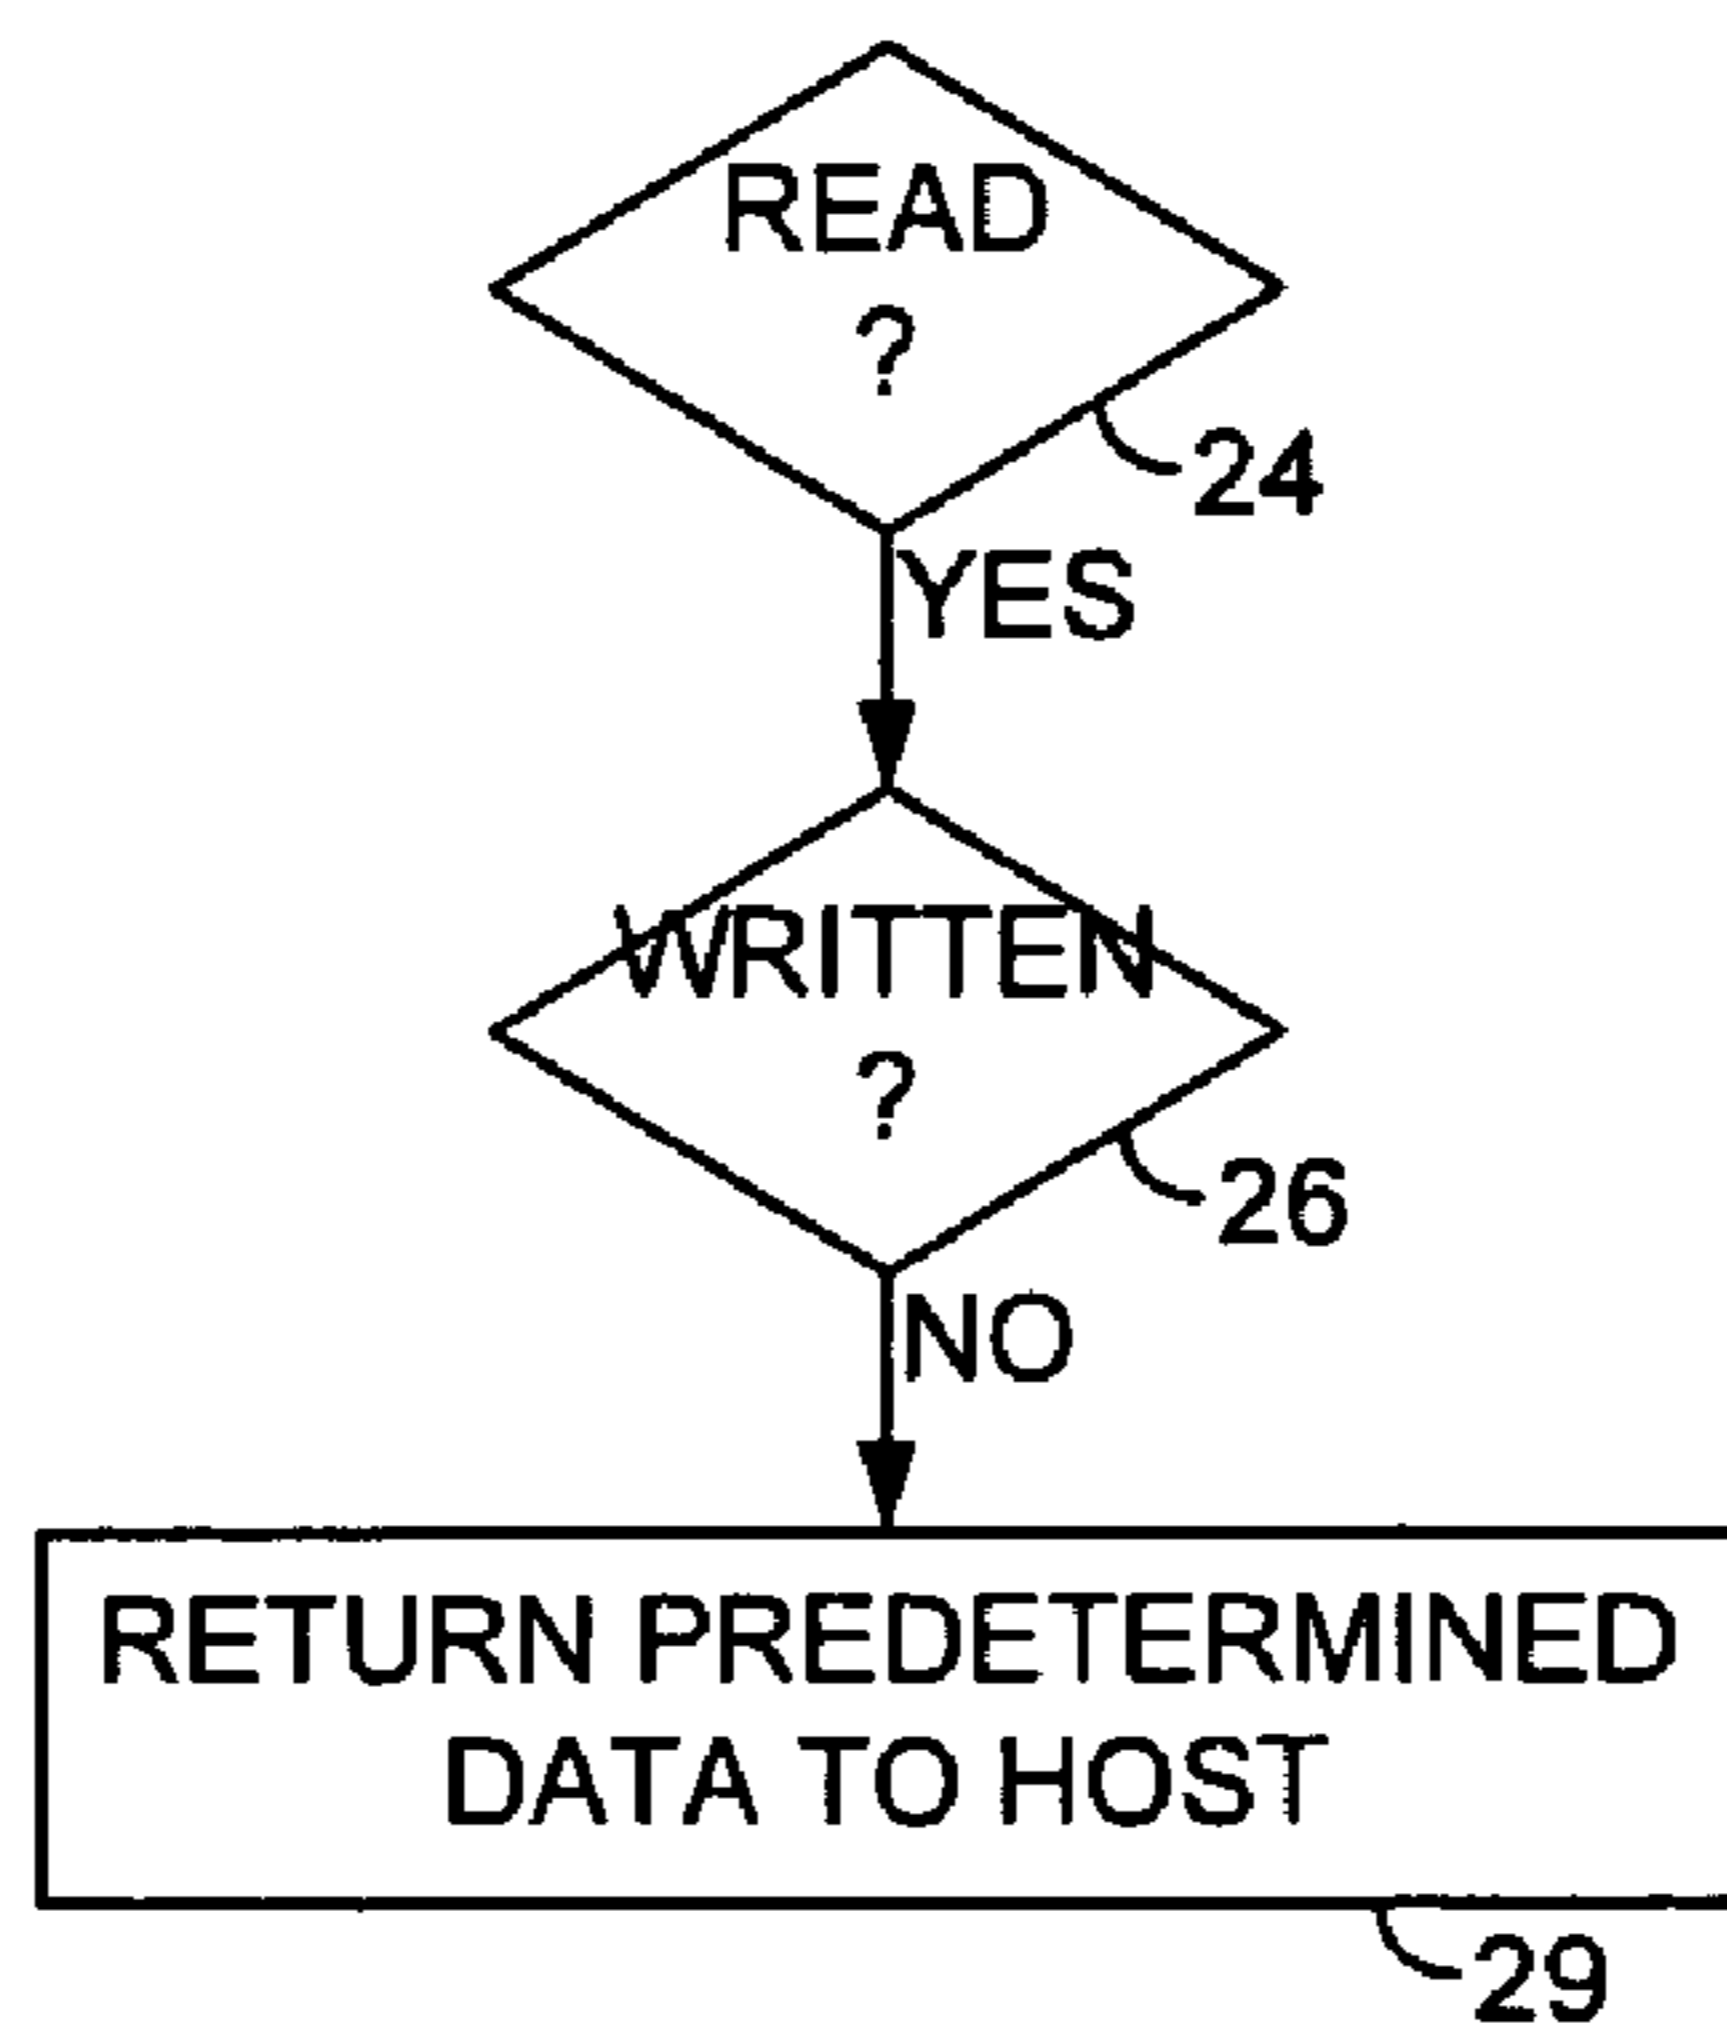 READ
?
24
YES
WRITTEN
?
26
NO
RETURN PREDETERMINED
DATA TO HOST
29